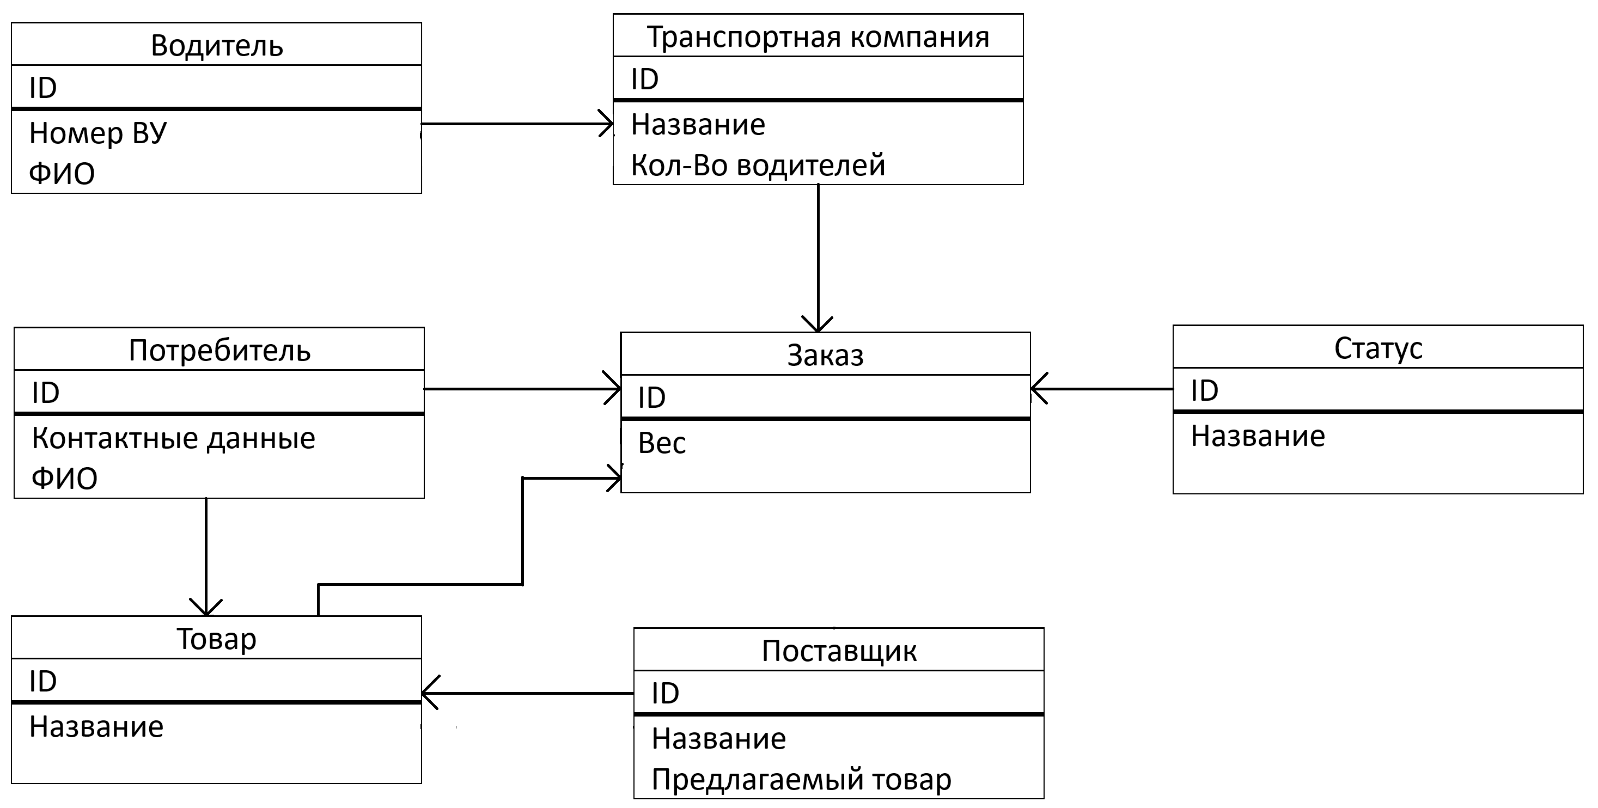 Водитель
ID
Номер ВУ
ФИО
Транспортная компания
ID
Название
Кол-Во водителей
Потребитель
ID
Контактные данные
ФИО
Заказ
ID
Вес
Статус
ID
Название
Товар
ID
Название
Поставщик
ID
Название
Предлагаемый товар